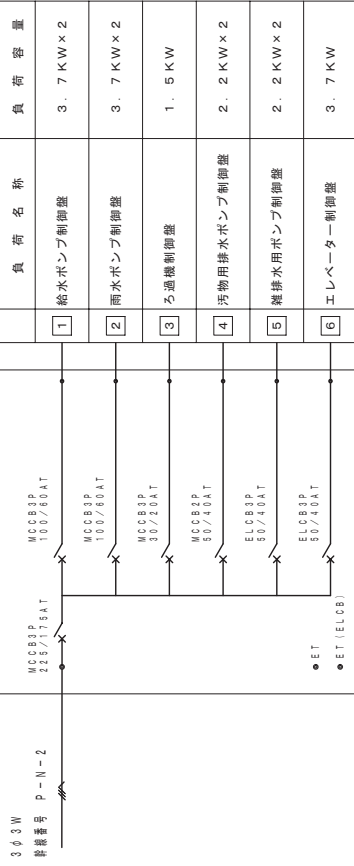 3φ3W
幹線番号 P-N-2
MCCB3P
225/175AT
MCCB3P
100/60AT
MCCB3P
100/60AT
MCCB3P
30/20AT
MCCB2P
50/40AT
ELCB3P
50/40AT
ELCB3P
50/40AT
ET
ET(ELCB)
負荷名称 負荷容量
1 給水ポンプ制御盤 3.7KW×2
2 雨水ポンプ制御盤 3.7KW×2
3 ろ過機制御盤 1.5KW
4 汚物用排水ポンプ制御盤 2.2KW×2
5 雑排水用ポンプ制御盤 2.2KW×2
6 エレベーター制御盤 3.7KW